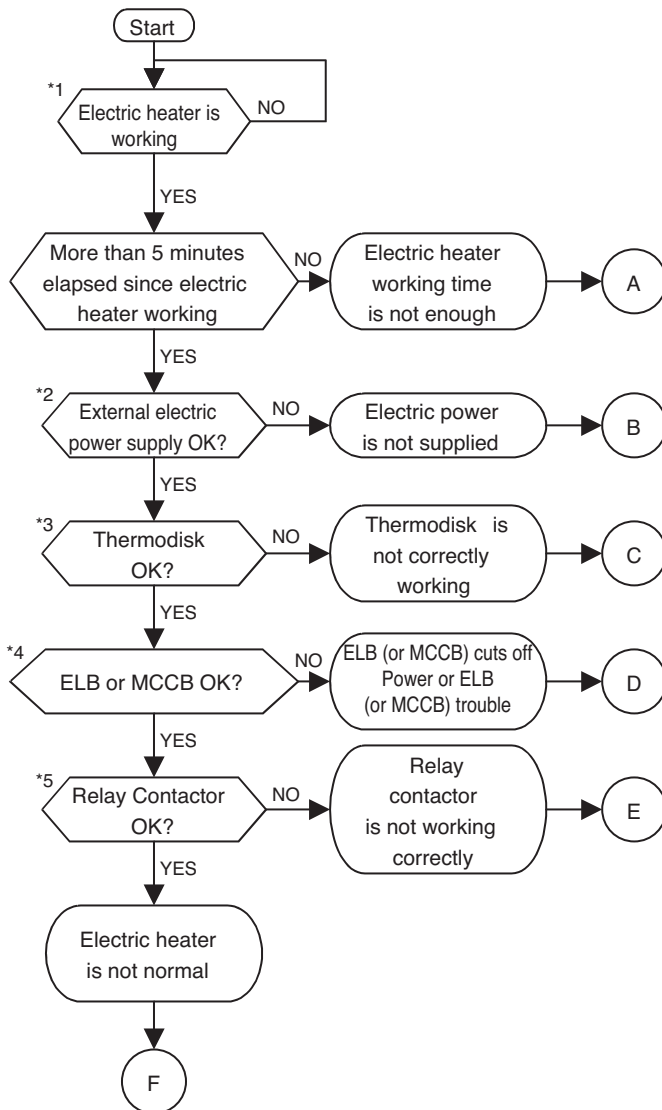 Start
*1
Electric heater is
working
NO
YES
More than 5 minutes
elapsed since electric
heater working
NO
Electric heater
working time
is not enough
A
YES
*2
External electric
power supply OK?
NO
Electric power
is not supplied
B
YES
*3
Thermodisk
OK?
NO
Thermodisk is
not correctly
working
C
YES
*4
ELB or MCCB OK?
NO
ELB (or MCCB) cuts off
Power or ELB
(or MCCB) trouble
D
YES
*5
Relay Contactor
OK?
NO
Relay
contactor
is not working
correctly
E
YES
Electric heater
is not normal
F